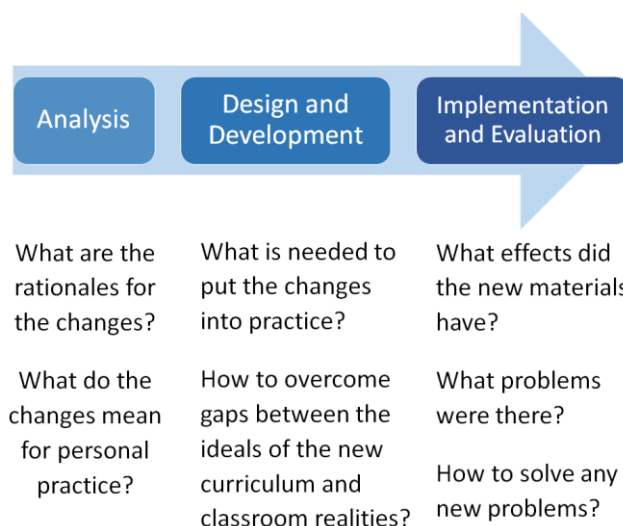 Analysis
Design and
Development
Implementation
and Evaluation
What are the
rationales for
the changes?
What do the
changes mean
for personal
practice?
What is needed to
put the changes
into practice?
How to overcome
gaps between the
ideals of the new
curriculum and
classroom realities?
What effects did
the new materials
have?
What problems
were there?
How to solve any
new problems?